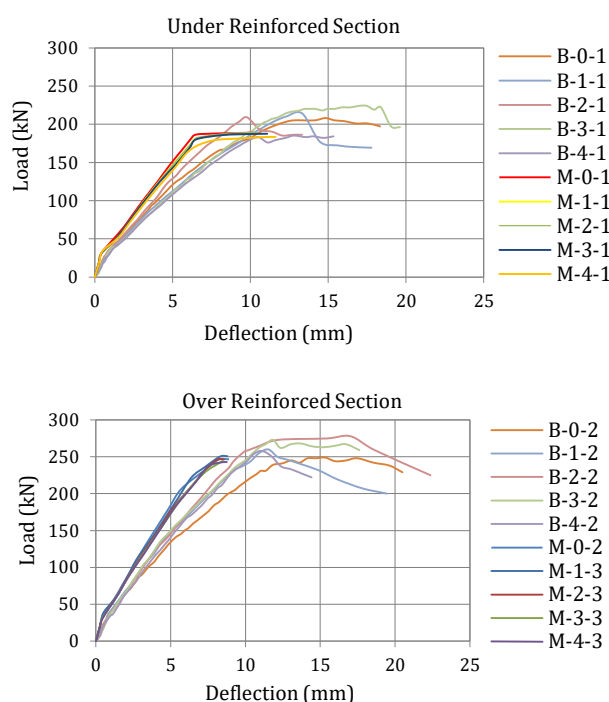 Under Reinforced Section
300
250
200
150
100
50
0
0 5 10 15 20 25
Load (kN)
Deflection (mm)
B-0-1
B-1-1
B-2-1
B-3-1
B-4-1
M-0-1
M-1-1
M-2-1
M-3-1
M-4-1
Over Reinforced Section
300
250
200
150
100
50
0
0 5 10 15 20 25
Load (kN)
Deflection (mm)
B-0-2
B-1-2
B-2-2
B-3-2
B-4-2
M-0-2
M-1-3
M-2-3
M-3-3
M-4-3